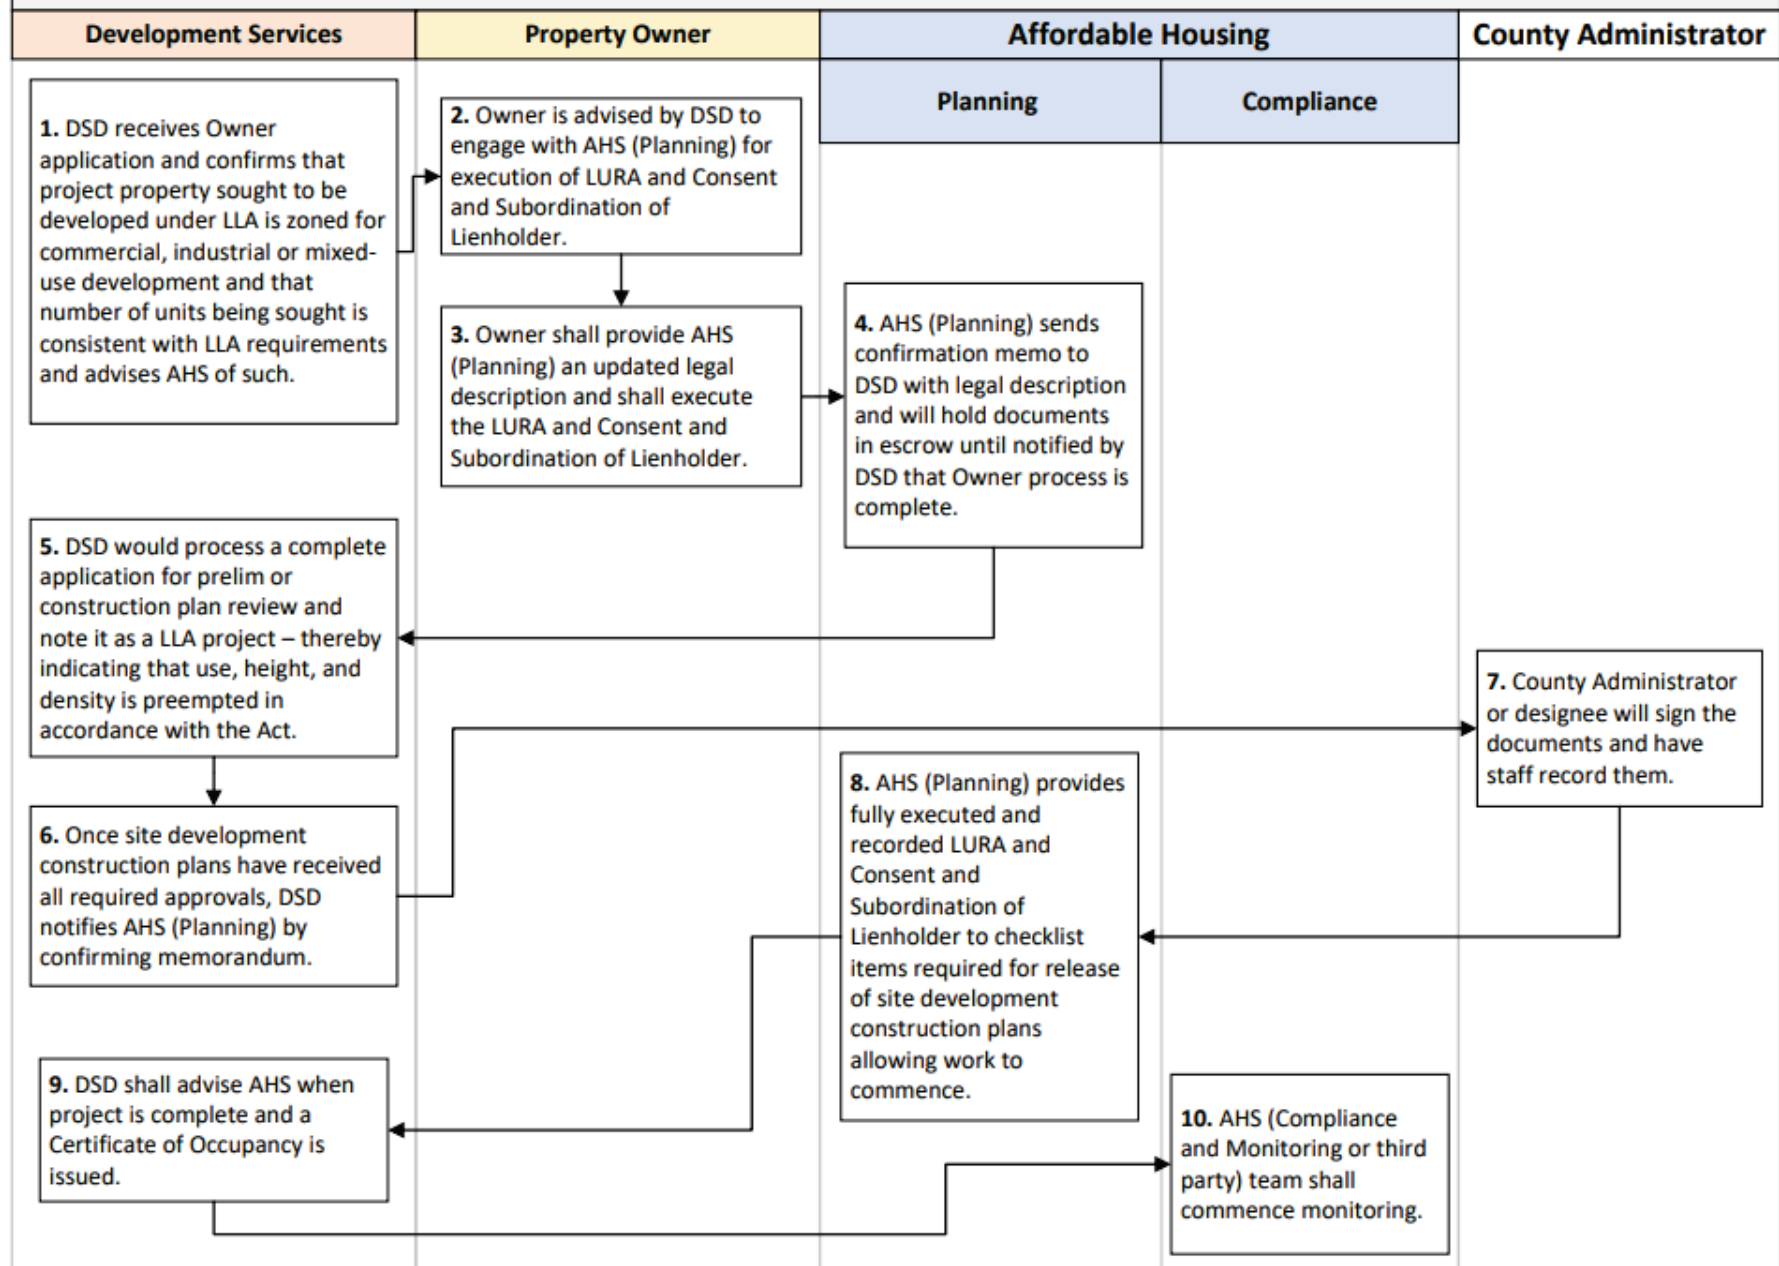 Development Services
Property Owner
Affordable Housing
County Administrator
Planning
Compliance
1. DSD receives Owner
application and confirms that
project property sought to be
developed under LLA is zoned for
commercial, industrial or mixed-
use development and that
number of units being sought is
consistent with LLA requirements
and advises AHS of such.
2. Owner is advised by DSD to
engage with AHS (Planning) for
execution of LURA and Consent
and Subordination of
Lienholder.
3. Owner shall provide AHS
(Planning) an updated legal
description and shall execute
the LURA and Consent and
Subordination of Lienholder.
4. AHS (Planning) sends
confirmation memo to
DSD with legal description
and will hold documents
in escrow until notified by
DSD that Owner process is
complete.
5. DSD would process a complete
application for prelim or
construction plan review and
note it as a LLA project – thereby
indicating that use, height, and
density is preempted in
accordance with the Act.
6. Once site development
construction plans have received
all required approvals, DSD
notifies AHS (Planning) by
confirming memorandum.
7. County Administrator
or designee will sign the
documents and have
staff record them.
8. AHS (Planning) provides
fully executed and
recorded LURA and
Consent and
Subordination of
Lienholder to checklist
items required for release
of site development
construction plans
allowing work to
commence.
9. DSD shall advise AHS when
project is complete and a
Certificate of Occupancy is
issued.
10. AHS (Compliance
and Monitoring or third
party) team shall
commence monitoring.